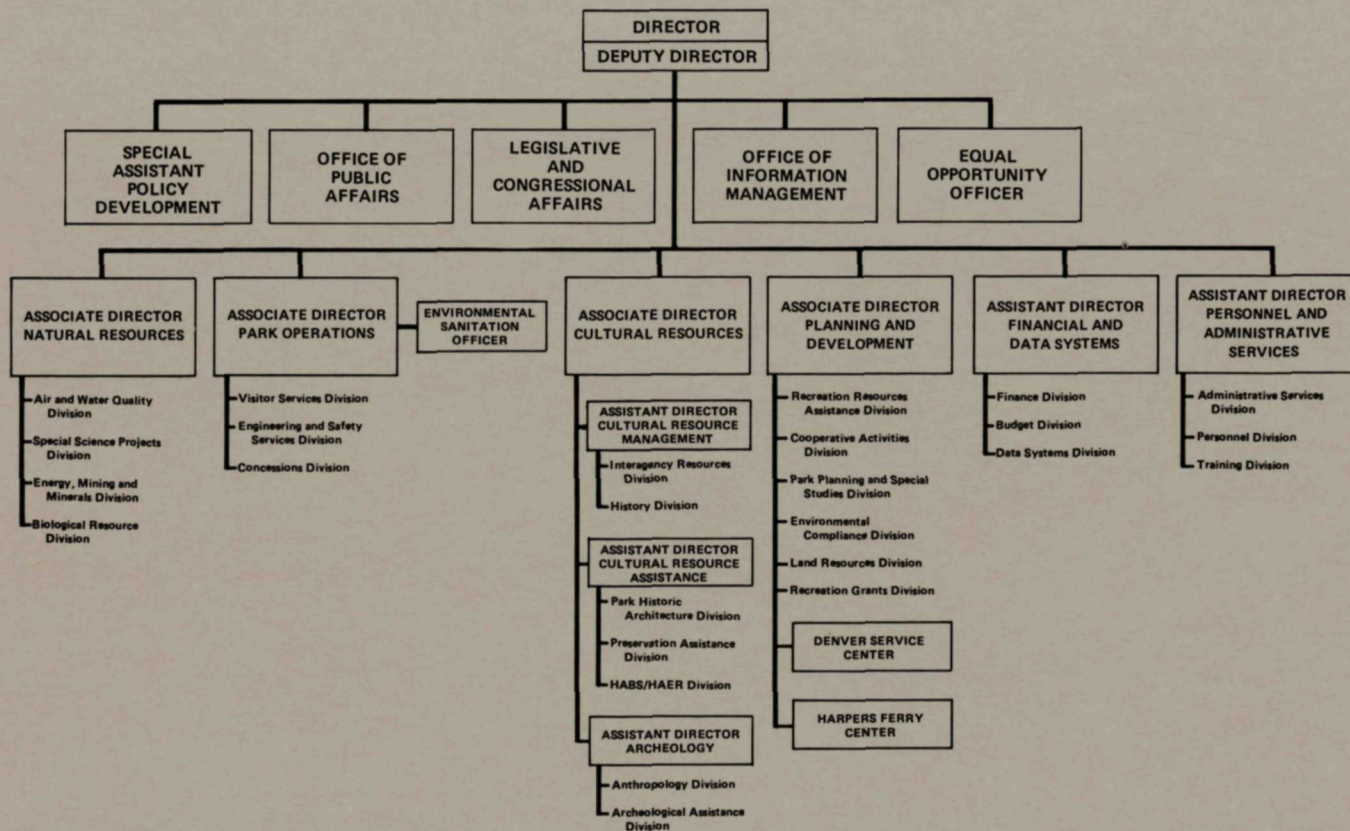 DIRECTOR
DEPUTY DIRECTOR
SPECIAL
ASSISTANT
POLICY
DEVELOPMENT
OFFICE OF
PUBLIC
AFFAIRS
LEGISLATIVE
AND
CONGRESSIONAL
AFFAIRS
OFFICE OF
INFORMATION
MANAGEMENT
EQUAL
OPPORTUNITY
OFFICER
ASSOCIATE DIRECTOR
NATURAL RESOURCES
Air and Water Quality
Division
Special Science Projects
Division
Energy, Mining and
Minerals Division
Biological Resource
Division
ASSOCIATE DIRECTOR
PARK OPERATIONS
ENVIRONMENTAL
SANITATION
OFFICER
Visitor Services Division
Engineering and Safety
Services Division
Concessions Division
ASSOCIATE DIRECTOR
CULTURAL RESOURCES
ASSISTANT DIRECTOR
CULTURAL RESOURCE
MANAGEMENT
Interagency Resources
Division
History Division
ASSISTANT DIRECTOR
CULTURAL RESOURCE
ASSISTANCE
Park Historic
Architecture Division
Preservation Assistance
Division
HABS/HAER Division
ASSISTANT DIRECTOR
ARCHEOLOGY
Anthropology Division
Archeological Assistance
Division
ASSOCIATE DIRECTOR
PLANNING AND
DEVELOPMENT
Recreation Resources
Assistance Division
Cooperative Activities
Division
Park Planning and Special
Studies Division
Environmental
Compliance Division
Land Resources Division
Recreation Grants Division
DENVER SERVICE
CENTER
HARPERS FERRY
CENTER
ASSISTANT DIRECTOR
FINANCIAL AND
DATA SYSTEMS
Finance Division
Budget Division
Data Systems Division
ASSISTANT DIRECTOR
PERSONNEL AND
ADMINISTRATIVE
SERVICES
Administrative Services
Division
Personnel Division
Training Division